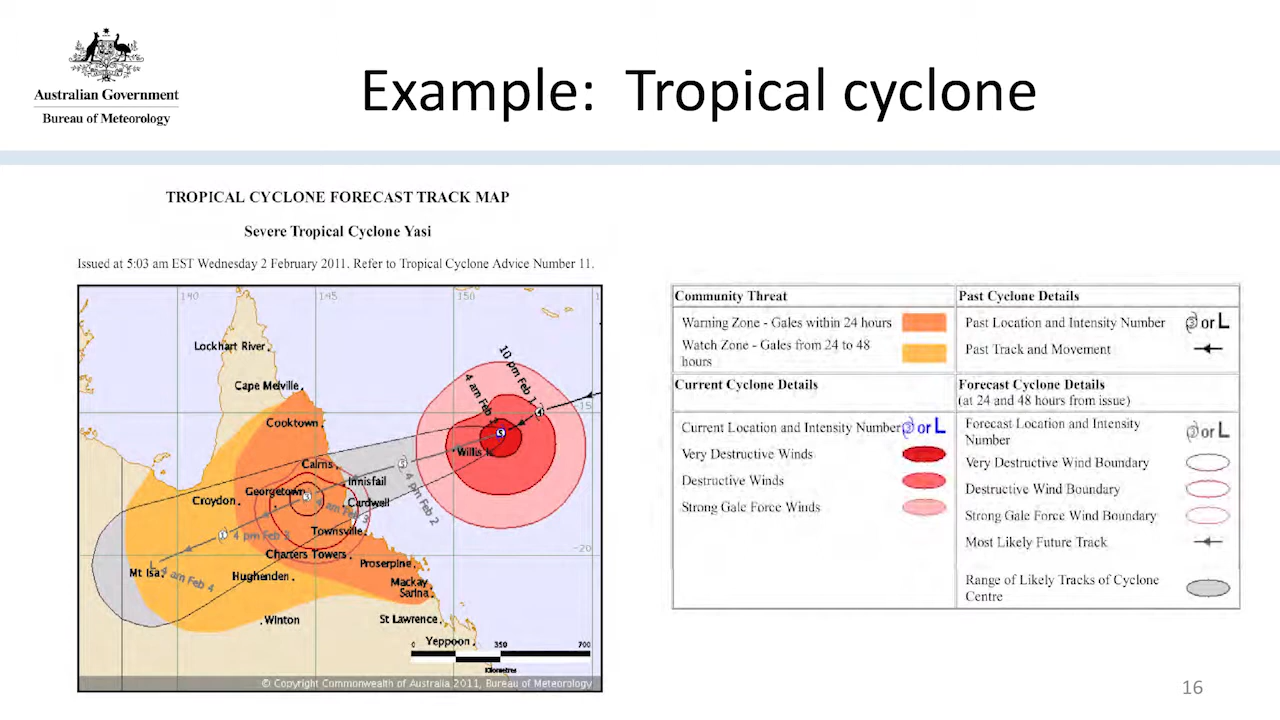 Australian Government
Bureau of Meteorology
Example: Tropical cyclone
TROPICAL CYCLONE FORECAST TRACK MAP
Severe Tropical Cyclone Yasi
Issued at 5:03 am EST Wednesday 2 February 2011. Refer to Tropical Cyclone Advice Number 11.
140
145
150
Lockhart River
Cape Melville
Cooktown
Cairns
Innisfail
Georgetown
Cardwell
Croydon
Townsville
Charters Towers
Proserpine
Mt Isa
Hughenden
Mackay
Sarina
Winton
St Lawrence
Yeppoon
Willis Is
10 pm Feb 1
4 am Feb
4 pm Feb 2
4 am Feb 3
4 pm Feb 3
4 am Feb 4
L
-15
-20
0 350 700
Kilometres
© Copyright Commonwealth of Australia 2011, Bureau of Meteorology
Community Threat
Warning Zone - Gales within 24 hours
Watch Zone - Gales from 24 to 48
hours
Past Cyclone Details
Past Location and Intensity Number 3 or L
Past Track and Movement
Current Cyclone Details
Current Location and Intensity Number 3 or L
Very Destructive Winds
Destructive Winds
Strong Gale Force Winds
Forecast Cyclone Details
(at 24 and 48 hours from issue)
Forecast Location and Intensity
Number 3 or L
Very Destructive Wind Boundary
Destructive Wind Boundary
Strong Gale Force Wind Boundary
Most Likely Future Track
Range of Likely Tracks of Cyclone
Centre
16